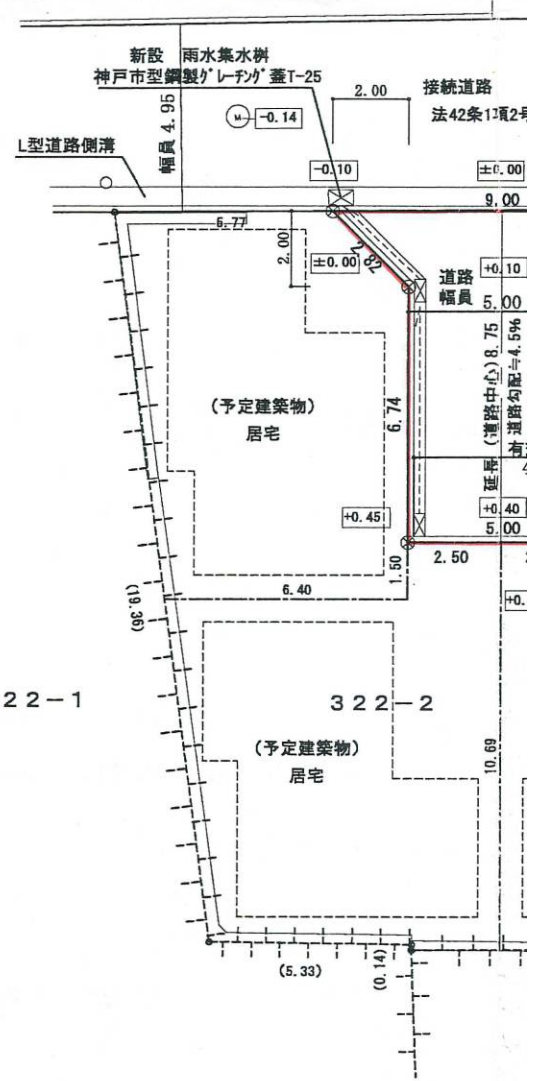 新設　雨水集水桝
神戸市型鋼製グレーチング蓋T-25
接続道路
法42条1項2号
2.00
幅員 4.95
M
-0.14
L型道路側溝
-0.10
±0.00
9.00
5.77
2.00
±0.00
2.82
道路
幅員
+0.10
5.00
(予定建築物)
居宅
6.74
延長(道路中心)8.75
道路勾配≒4.5%
+0.45
+0.40
5.00
2.50
1.50
6.40
+0.
(19.36)
22-1
322-2
(予定建築物)
居宅
10.69
(5.33)
(0.14)